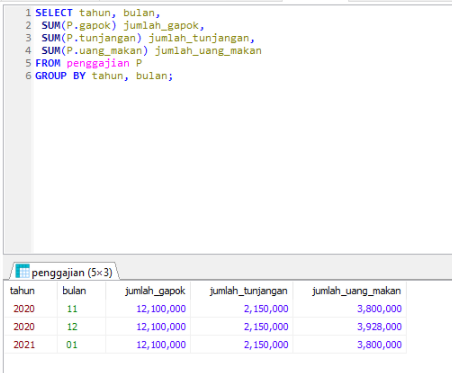 1 SELECT tahun, bulan,
2 SUM(P.gapok) jumlah_gapok,
3 SUM(P.tunjangan) jumlah_tunjangan,
4 SUM(P.uang_makan) jumlah_uang_makan
5 FROM penggajian P
6 GROUP BY tahun, bulan;
penggajian (5×3)
tahun bulan jumlah_gapok jumlah_tunjangan jumlah_uang_makan
2020 11 12,100,000 2,150,000 3,800,000
2020 12 12,100,000 2,150,000 3,928,000
2021 01 12,100,000 2,150,000 3,800,000